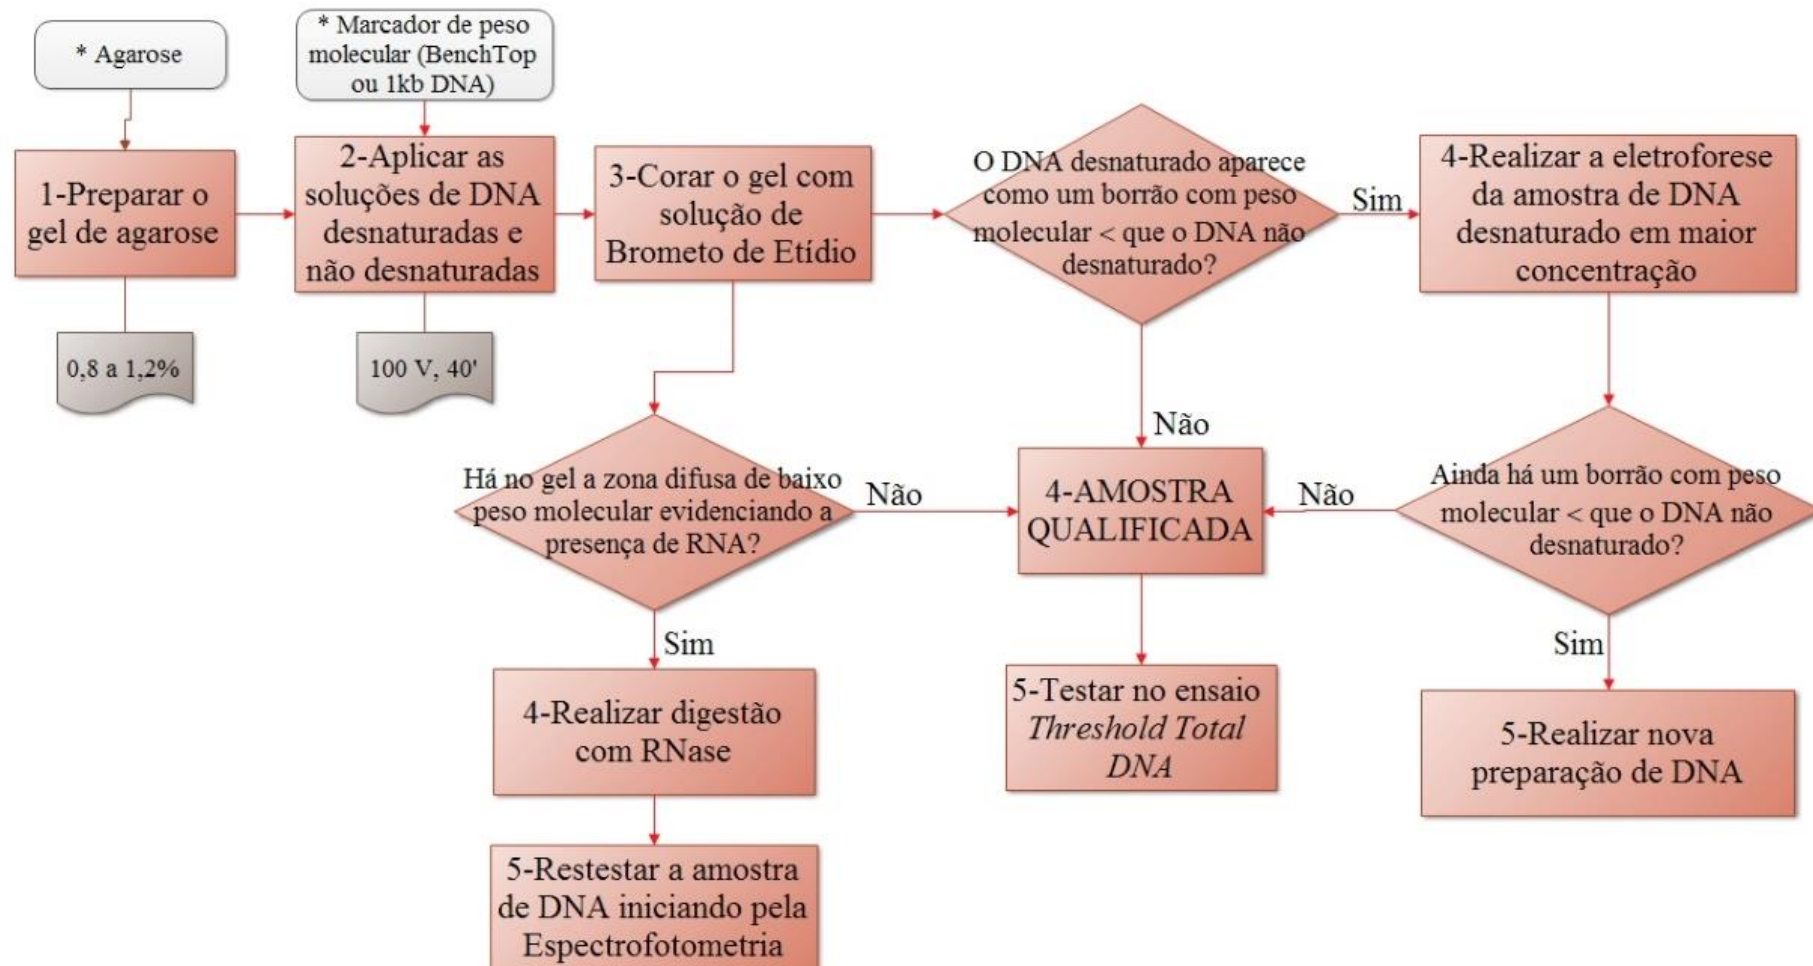 * Agarose
* Marcador de peso
molecular (BenchTop
ou 1kb DNA)
1-Preparar o
gel de agarose
2-Aplicar as
soluções de DNA
desnaturadas e
não desnaturadas
3-Corar o gel com
solução de
Brometo de Etídio
O DNA desnaturado aparece
como um borrão com peso
molecular < que o DNA não
desnaturado?
Sim
4-Realizar a eletroforese
da amostra de DNA
desnaturado em maior
concentração
0,8 a 1,2%
100 V, 40'
Não
Há no gel a zona difusa de baixo
peso molecular evidenciando a
presença de RNA?
Não
4-AMOSTRA
QUALIFICADA
Não
Ainda há um borrão com peso
molecular < que o DNA não
desnaturado?
Sim
Sim
4-Realizar digestão
com RNase
5-Testar no ensaio
Threshold Total
DNA
5-Realizar nova
preparação de DNA
5-Restestar a amostra
de DNA iniciando pela
Espectrofotometria